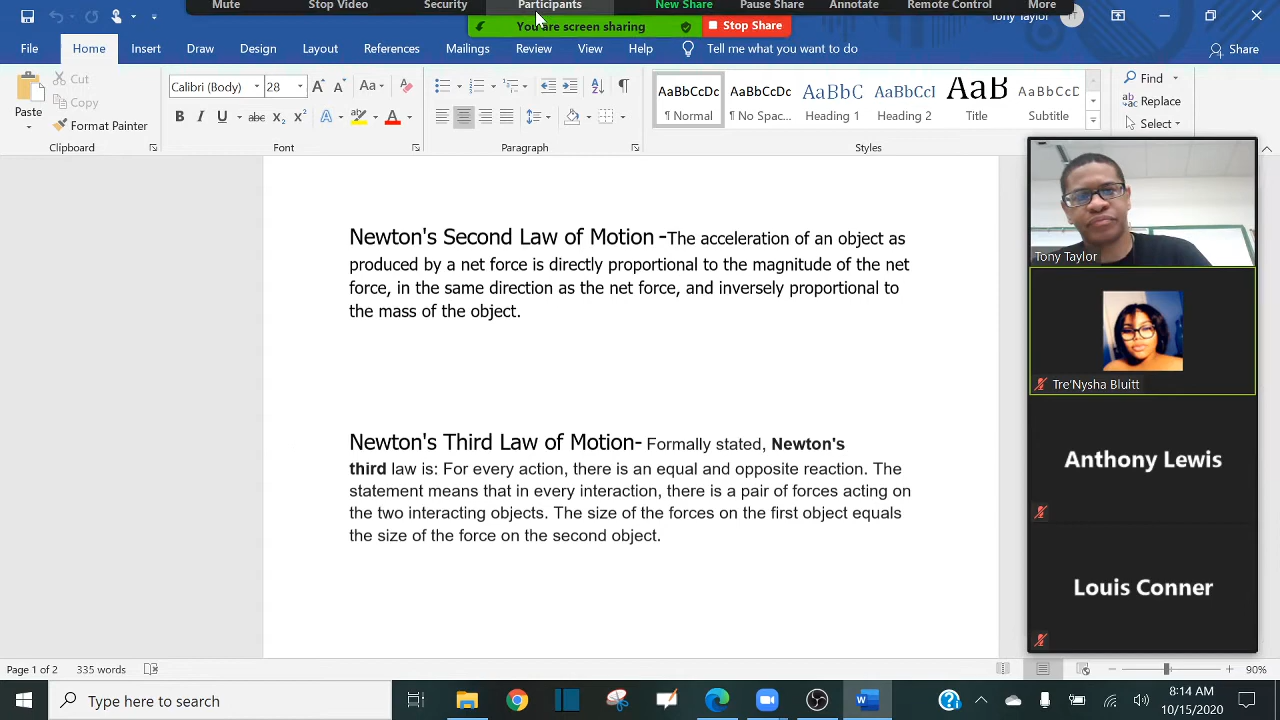 Mute Stop Video Security Participants New Share Pause Share Annotate Remote Control More
You are screen sharing Stop Share Tony Taylor
File Home Insert Draw Design Layout References Mailings Review View Help Tell me what you want to do Share
Paste
Cut
Copy
Format Painter
Clipboard
Calibri (Body) 28
Font
Paragraph
AaBbCcDc AaBbCcDc AaBbC AaBbCcI AaB AaBbCcD
¶ Normal ¶ No Spac... Heading 1 Heading 2 Title Subtitle
Styles
Find
Replace
Select
Newton's Second Law of Motion -The acceleration of an object as
produced by a net force is directly proportional to the magnitude of the net
force, in the same direction as the net force, and inversely proportional to
the mass of the object.
Newton's Third Law of Motion- Formally stated, Newton's
third law is: For every action, there is an equal and opposite reaction. The
statement means that in every interaction, there is a pair of forces acting on
the two interacting objects. The size of the forces on the first object equals
the size of the force on the second object.
Tony Taylor
Tre'Nysha Bluitt
Anthony Lewis
Louis Conner
Page 1 of 2 335 words 90%
Type here to search
8:14 AM
10/15/2020